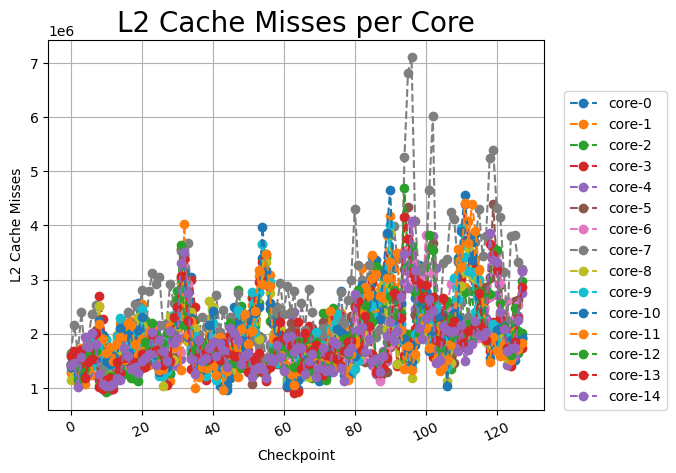 L2 Cache Misses per Core
1e6
7
6
5
4
3
2
1
L2 Cache Misses
0
20
40
60
80
100
120
Checkpoint
core-0
core-1
core-2
core-3
core-4
core-5
core-6
core-7
core-8
core-9
core-10
core-11
core-12
core-13
core-14